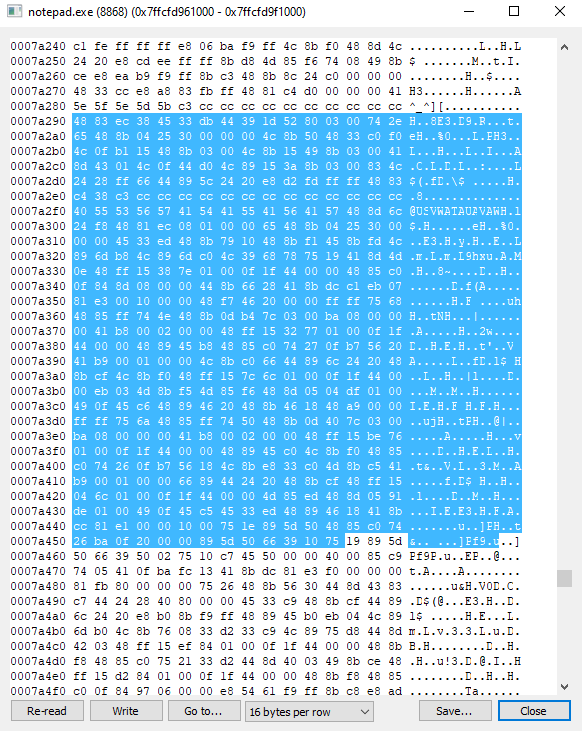 notepad.exe (8868) (0x7ffcfd961000 - 0x7ffcfd9f1000)
0007a240 c1 fe ff ff ff e8 06 ba f9 ff 4c 8b f0 48 8d 4c ..........L..H.L
0007a250 24 20 e8 cd ee ff ff 8b d8 4d 85 f6 74 08 49 8b $ .......M..t.I.
0007a260 ce e8 ea b9 f9 ff 8b c3 48 8b 8c 24 c0 00 00 00 ........H..$....
0007a270 48 33 cc e8 a8 83 fb ff 48 81 c4 d0 00 00 00 41 H3......H......A
0007a280 5e 5f 5e 5d 5b c3 cc cc cc cc cc cc cc cc cc cc ^_^][...........
0007a290 48 83 ec 38 45 33 db 44 39 1d 52 80 03 00 74 2e H..8E3.D9.R...t.
0007a2a0 65 48 8b 04 25 30 00 00 00 4c 8b 50 48 33 c0 4c eH..%0...L.PH3.L
0007a2b0 4c 0f b1 15 48 8b 03 00 4c 8b 15 49 8b 03 00 41 L...H...L..I...A
0007a2c0 8d 43 01 4c 0f 44 d0 4c 89 15 3a 8b 03 00 83 4c .C.L.D.L..:....L
0007a2d0 24 28 ff 66 44 89 5c 24 20 e8 d2 fd ff ff 48 83 $(.fD.\$ .....H.
0007a2e0 c4 38 c3 cc cc cc cc cc cc cc cc cc cc cc cc cc .8..............
0007a2f0 40 55 53 56 57 41 54 41 55 41 56 41 57 48 8d 6c @USVWATAUAVAWH.l
0007a300 24 f8 48 81 ec 08 01 00 00 65 48 8b 04 25 30 00 $.H......eH..%0.
0007a310 00 00 45 33 ed 48 8b 79 10 48 8b f1 45 8b fd 4c ..E3.H.y.H..E..L
0007a320 89 6d b8 4c 89 6d c0 4c 39 68 78 75 19 41 8d 4d .m.L.m.L9hxu.A.M
0007a330 0e 48 ff 15 38 7e 01 00 0f 1f 44 00 00 48 85 c0 .H..8~....D..H..
0007a340 0f 84 8d 08 00 00 44 8b 66 28 41 8b dc c1 eb 07 ......D.f(A.....
0007a350 81 e3 00 10 00 00 48 f7 46 20 00 00 ff ff 75 68 ......H.F ....uh
0007a360 48 85 ff 74 4e 48 8b 0d b4 7c 03 00 ba 08 00 00 H..tNH...|......
0007a370 00 41 b8 00 02 00 00 48 ff 15 32 77 01 00 0f 1f .A.....H..2w....
0007a380 44 00 00 48 89 45 b8 48 85 c0 74 27 0f b7 56 20 D..H.E.H..t'..V 
0007a390 41 b9 00 01 00 00 4c 8b c0 66 44 89 6c 24 20 48 A.....L..fD.l$ H
0007a3a0 8b cf 4c 8b f0 48 ff 15 7c 6c 01 00 0f 1f 44 00 ..L..H..|l....D.
0007a3b0 00 eb 03 4d 8b f5 4d 85 f6 48 8d 05 04 df 01 00 ...M..M..H......
0007a3c0 49 0f 45 c6 48 89 46 20 48 8b 46 18 48 a9 00 00 I.E.H.F H.F.H...
0007a3d0 ff ff 75 6a 48 85 ff 74 50 48 8b 0d 40 7c 03 00 ..ujH..tPH..@|..
0007a3e0 ba 08 00 00 00 41 b8 00 02 00 00 48 ff 15 be 76 .....A.....H...v
0007a3f0 01 00 0f 1f 44 00 00 48 89 45 c0 4c 8b f0 48 85 ....D..H.E.L..H.
0007a400 c0 74 26 0f b7 56 18 4c 8b e8 33 c0 4d 8b c5 41 .t&..V.L..3.M..A
0007a410 b9 00 01 00 00 66 89 44 24 20 48 8b cf 48 ff 15 .....f.D$ H..H..
0007a420 04 6c 01 00 0f 1f 44 00 00 4d 85 ed 48 8d 05 91 .l....D..M..H...
0007a430 de 01 00 49 0f 45 c5 45 33 ed 48 89 46 18 41 8b ...I.E.E3.H.F.A.
0007a440 cc 81 e1 00 00 10 00 75 1e 89 5d 50 48 85 c0 74 .......u..]PH..t
0007a450 26 ba 0f 20 00 00 89 5d 50 66 39 10 75 19 89 5d &.. ...]Pf9.u..]
0007a460 50 66 39 50 02 75 10 c7 45 50 00 00 40 00 85 c9 Pf9P.u..EP..@...
0007a470 74 05 41 0f ba fc 13 41 8b dc 81 e3 00 00 40 00 t.A....A......@.
0007a480 81 fb 80 00 00 00 75 26 48 8b 56 30 44 8d 43 83 ......u&H.V0D.C.
0007a490 c7 44 24 28 40 80 00 00 45 33 c9 48 8b cf 44 89 .D$(@...E3.H..D.
0007a4a0 6c 24 20 e8 b0 8b f9 ff 48 89 45 b0 eb 04 4c 89 l$ .....H.E...L.
0007a4b0 6d b0 4c 8b 76 08 33 d2 33 c9 4c 89 75 d8 44 8d m.L.v.3.3.L.u.D.
0007a4c0 42 03 48 ff 15 ef 84 01 00 0f 1f 44 00 00 48 8b B.H........D..H.
0007a4d0 f8 48 85 c0 75 21 33 d2 44 8d 40 03 49 8b ce 48 .H..u!3.D.@.I..H
0007a4e0 ff 15 d2 84 01 00 0f 1f 44 00 00 48 8b f8 48 85 ........D..H..H.
0007a4f0 c0 0f 84 97 06 00 00 e8 54 61 f9 ff 8b c8 e8 ad ........Ta......
Re-read Write Go to... 16 bytes per row Save... Close